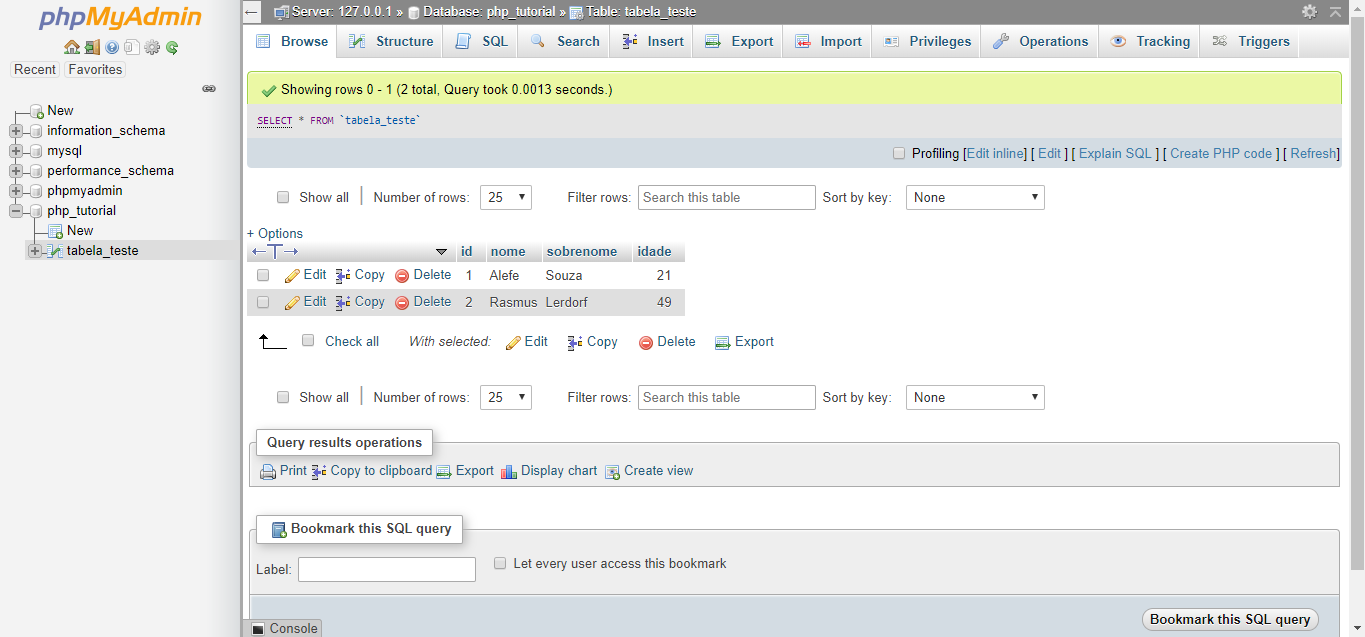 phpMyAdmin
Recent Favorites
New
information_schema
mysql
performance_schema
phpmyadmin
php_tutorial
New
tabela_teste
Server: 127.0.0.1 » Database: php_tutorial » Table: tabela_teste
Browse Structure SQL Search Insert Export Import Privileges Operations Tracking Triggers
Showing rows 0 - 1 (2 total, Query took 0.0013 seconds.)
SELECT * FROM `tabela_teste`
Profiling [Edit inline] [ Edit ] [ Explain SQL ] [ Create PHP code ] [ Refresh]
Show all | Number of rows: 25 Filter rows: Search this table Sort by key: None
+ Options
←T→ id nome sobrenome idade
Edit Copy Delete 1 Alefe Souza 21
Edit Copy Delete 2 Rasmus Lerdorf 49
Check all With selected: Edit Copy Delete Export
Show all | Number of rows: 25 Filter rows: Search this table Sort by key: None
Query results operations
Print Copy to clipboard Export Display chart Create view
Bookmark this SQL query
Label: Let every user access this bookmark
Bookmark this SQL query
Console